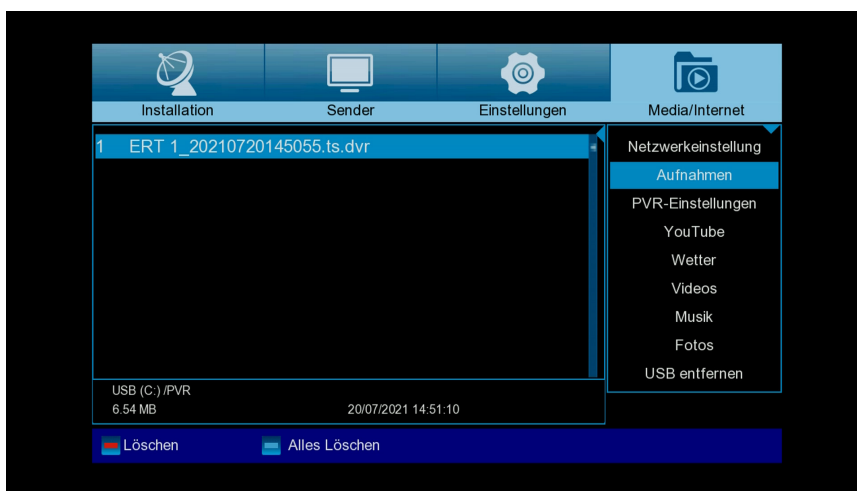 Installation
Sender
Einstellungen
Media/Internet
1 ERT 1_20210720145055.ts.dvr
Netzwerkeinstellung
Aufnahmen
PVR-Einstellungen
YouTube
Wetter
Videos
Musik
Fotos
USB entfernen
USB (C:) /PVR
6.54 MB 20/07/2021 14:51:10
Löschen
Alles Löschen